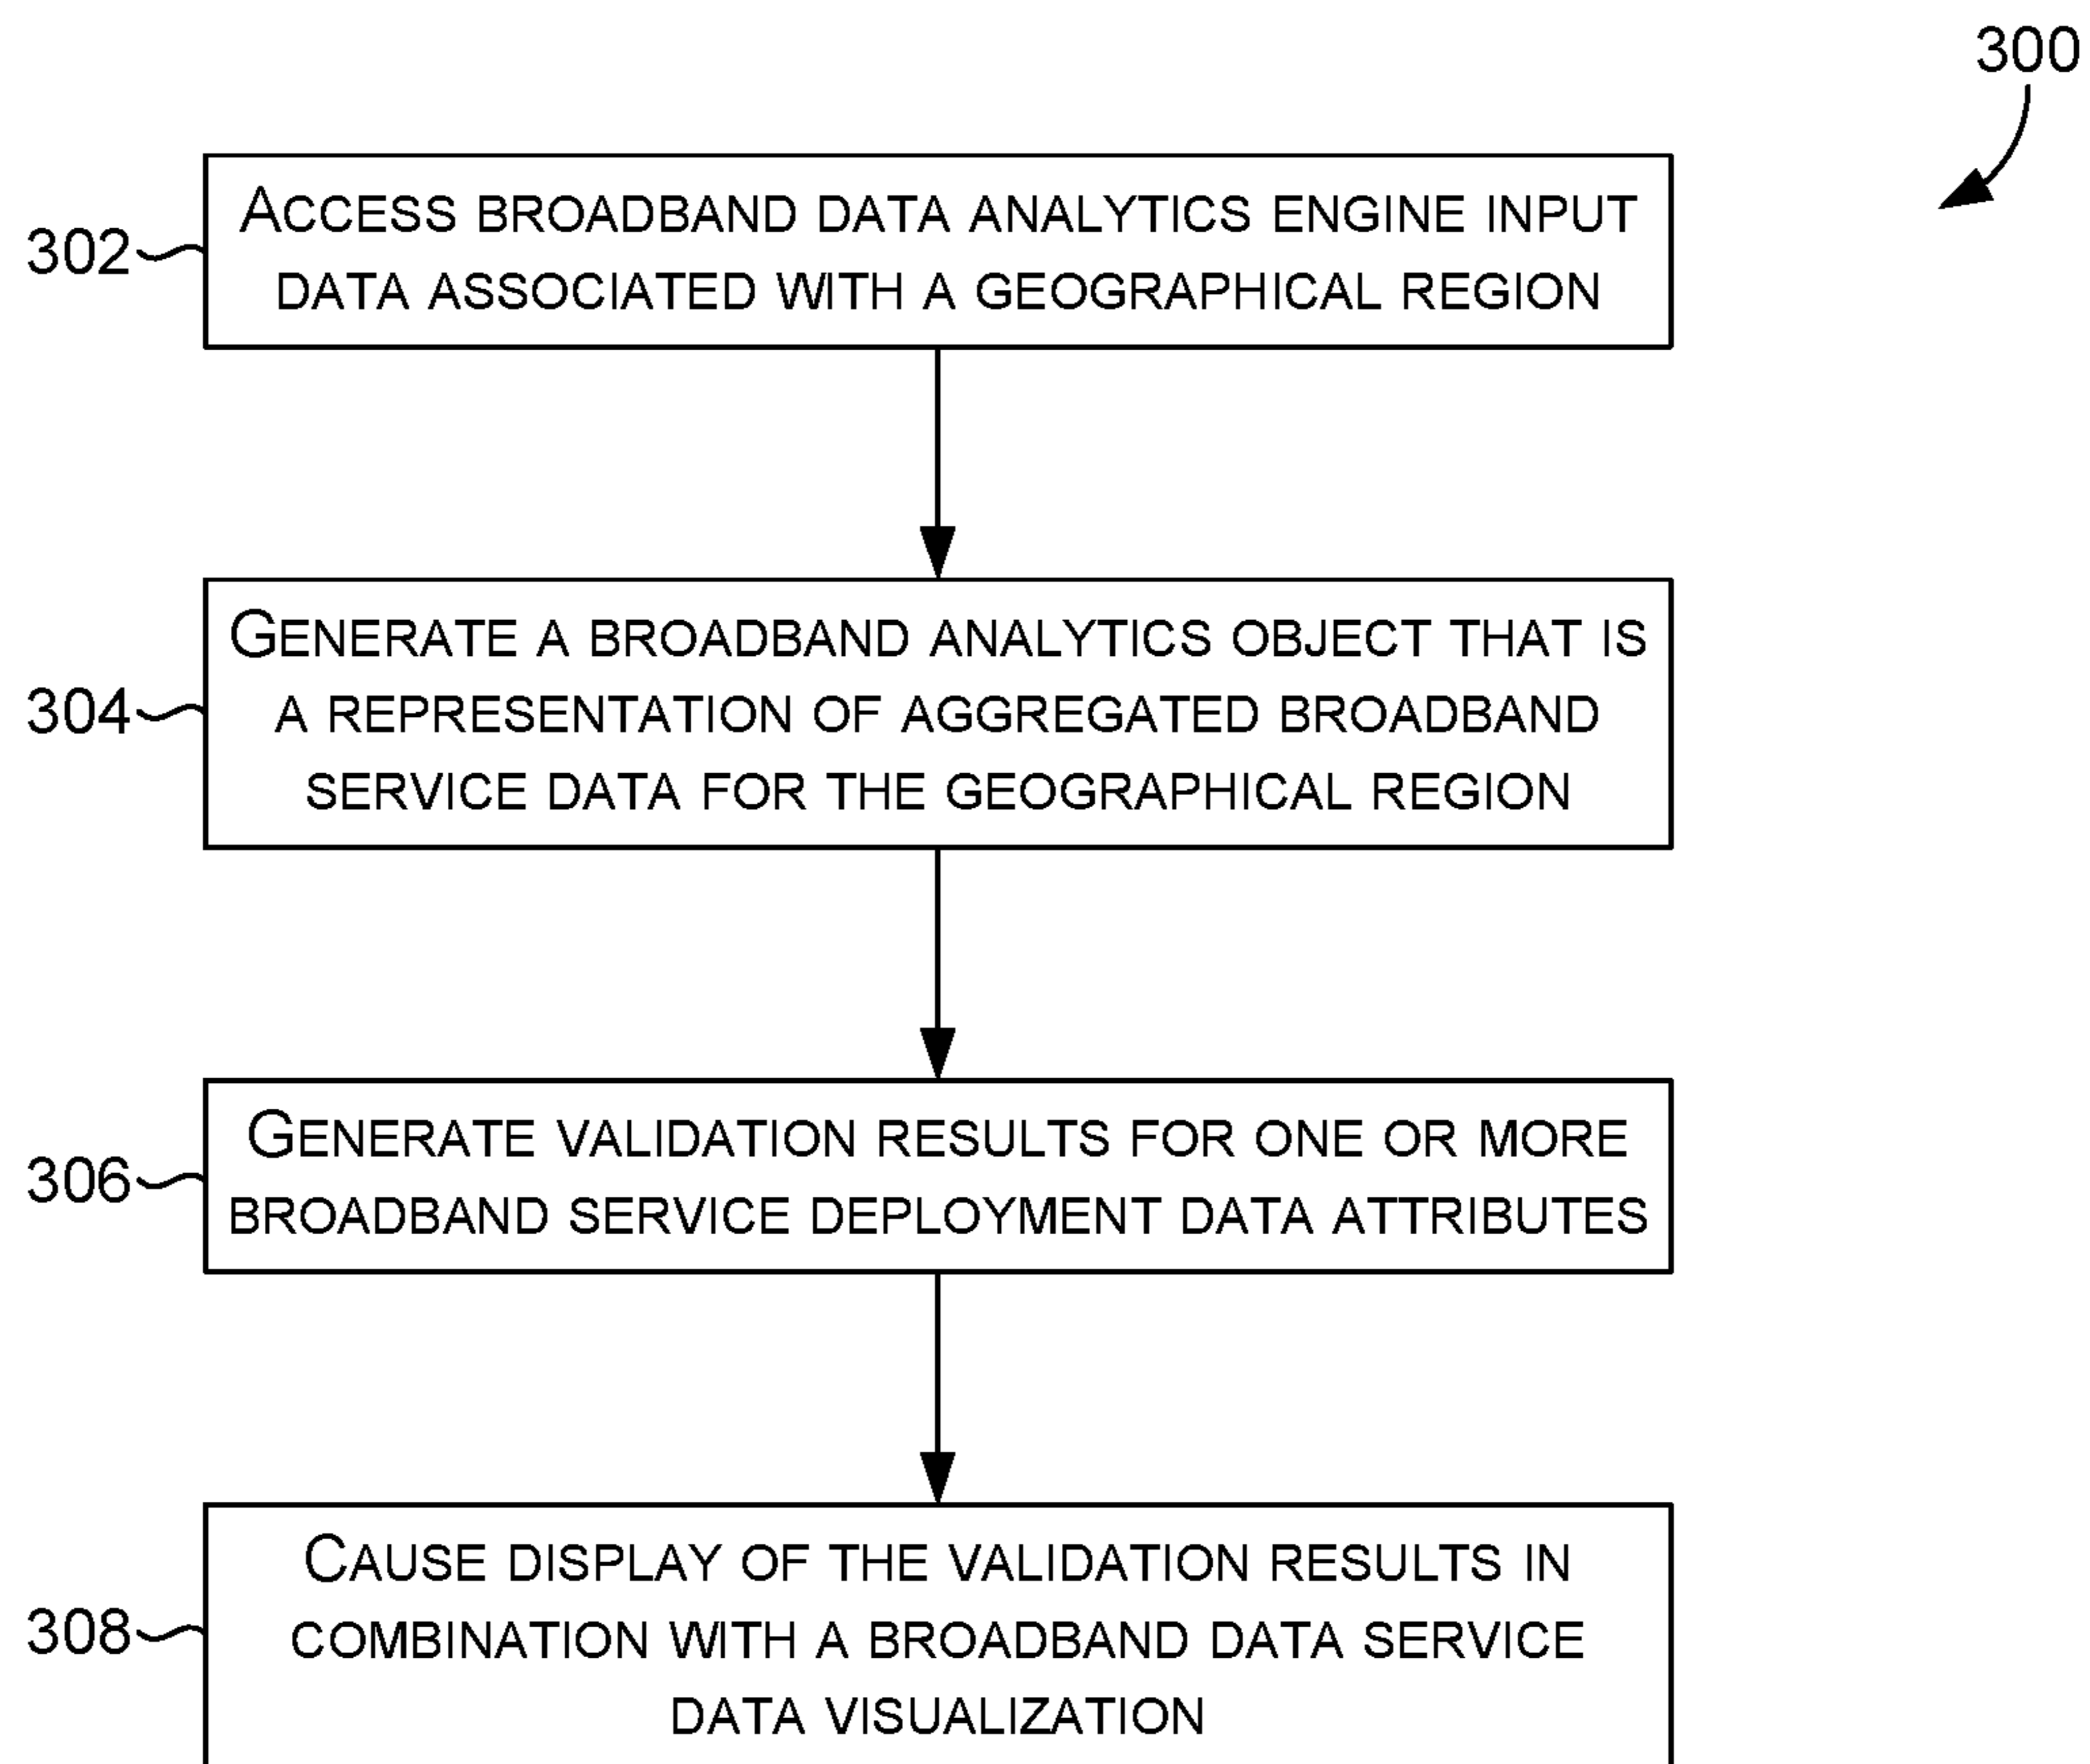 300
302
ACCESS BROADBAND DATA ANALYTICS ENGINE INPUT
DATA ASSOCIATED WITH A GEOGRAPHICAL REGION
304
GENERATE A BROADBAND ANALYTICS OBJECT THAT IS
A REPRESENTATION OF AGGREGATED BROADBAND
SERVICE DATA FOR THE GEOGRAPHICAL REGION
306
GENERATE VALIDATION RESULTS FOR ONE OR MORE
BROADBAND SERVICE DEPLOYMENT DATA ATTRIBUTES
308
CAUSE DISPLAY OF THE VALIDATION RESULTS IN
COMBINATION WITH A BROADBAND DATA SERVICE
DATA VISUALIZATION